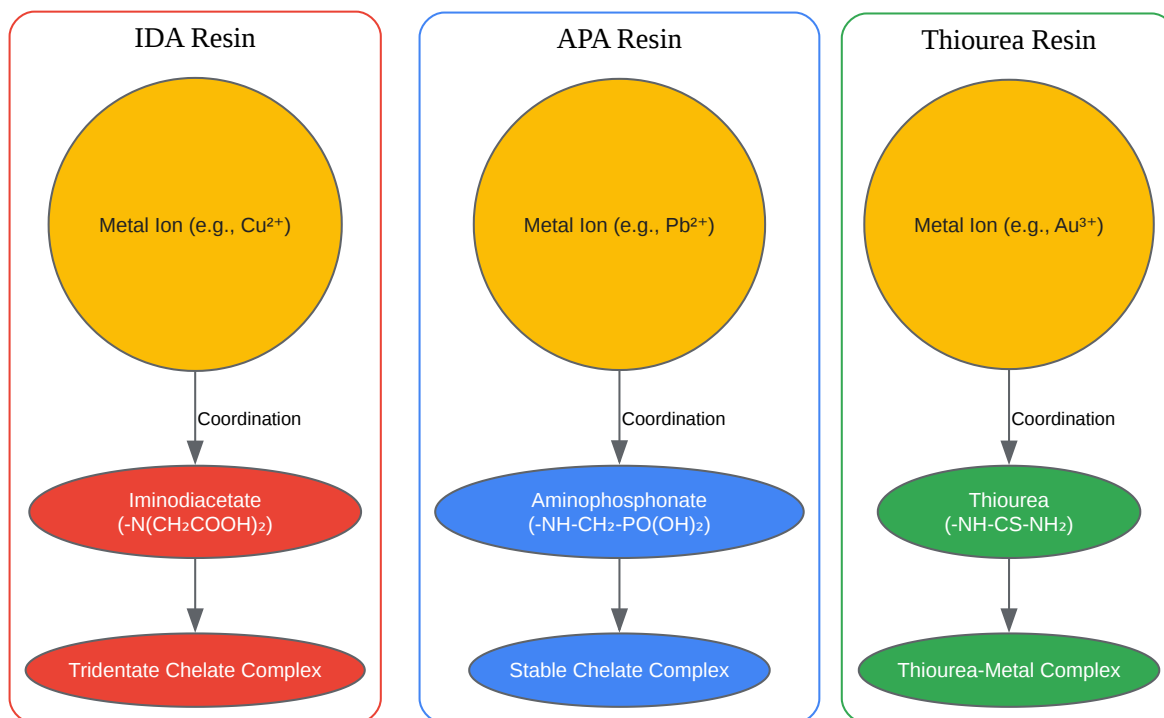 IDA Resin
Metal Ion (e.g., Cu²⁺)
Coordination
Iminodiacetate
(-N(CH₂COOH)₂)
Tridentate Chelate Complex
APA Resin
Metal Ion (e.g., Pb²⁺)
Coordination
Aminophosphonate
(-NH-CH₂-PO(OH)₂)
Stable Chelate Complex
Thiourea Resin
Metal Ion (e.g., Au³⁺)
Coordination
Thiourea
(-NH-CS-NH₂)
Thiourea-Metal Complex